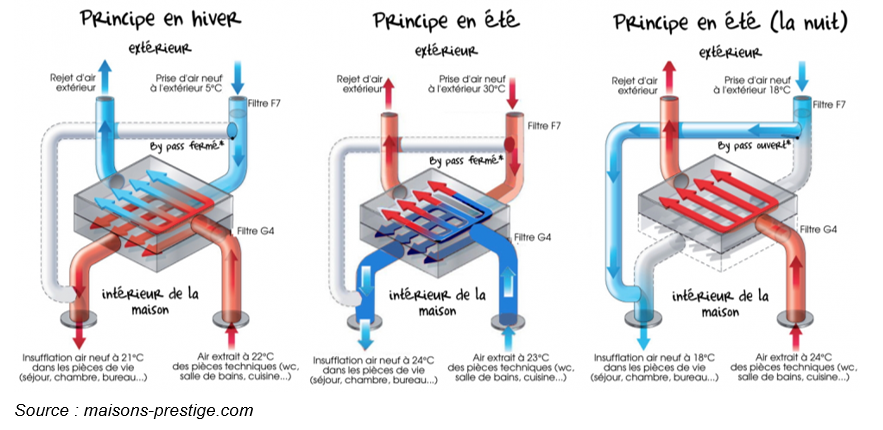 Principe en hiver
extérieur
Rejet d'air
extérieur
Prise d'air neuf
à l'extérieur 5°C
Filtre F7
By pass fermé*
Filtre G4
intérieur de la
maison
Insufflation air neuf à 21°C
dans les pièces de vie
(séjour, chambre, bureau...)
Air extrait à 22°C
des pièces techniques (wc,
salle de bains, cuisine...)
Principe en été
extérieur
Rejet d'air
extérieur
Prise d'air neuf
à l'extérieur 30°C
Filtre F7
By pass fermé*
Filtre G4
intérieur de la
maison
Insufflation air neuf à 24°C
dans les pièces de vie
(séjour, chambre, bureau...)
Air extrait à 23°C
des pièces techniques (wc,
salle de bains, cuisine...)
Principe en été (la nuit)
extérieur
Rejet d'air
extérieur
Prise d'air neuf
à l'extérieur 18°C
Filtre F7
By pass ouvert*
Filtre G4
intérieur de la
maison
Insufflation air neuf à 18°C
dans les pièces de vie
(séjour, chambre, bureau...)
Air extrait à 24°C
des pièces techniques (wc,
salle de bains, cuisine...)
Source : maisons-prestige.com